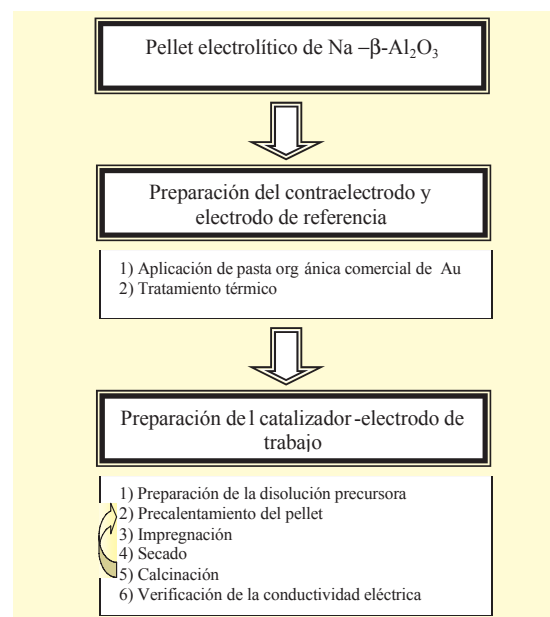 Pellet electrolítico de Na –β-Al₂O₃
Preparación del contraelectrodo y
electrodo de referencia
1) Aplicación de pasta org ánica comercial de Au
2) Tratamiento térmico
Preparación de l catalizador -electrodo de
trabajo
1) Preparación de la disolución precursora
2) Precalentamiento del pellet
3) Impregnación
4) Secado
5) Calcinación
6) Verificación de la conductividad eléctrica